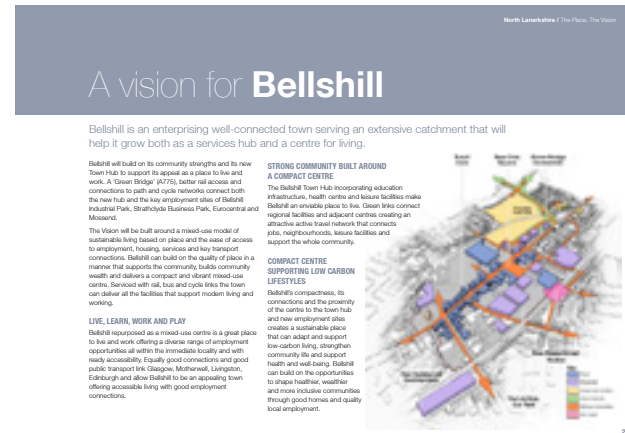 North Lanarkshire / The Place, The Vision
A vision for Bellshill
Bellshill is an enterprising well-connected town serving an extensive catchment that will
help it grow both as a services hub and a centre for living.
Bellshill will build on its community strengths and its new
Town Hub to support its appeal as a place to live and
work. A 'Green Bridge' (A775), better rail access and
connections to path and cycle networks connect both
the new hub and the key employment sites of Bellshill
Industrial Park, Strathclyde Business Park, Eurocentral and
Mossend.
The Vision will be built around a mixed-use model of
sustainable living based on place and the ease of access
to employment, housing, services and key transport
connections. Bellshill can build on the quality of place in a
manner that supports the community, builds community
wealth and delivers a compact and vibrant mixed-use
centre. Serviced with rail, bus and cycle links the town
can deliver all the facilities that support modern living and
working.
LIVE, LEARN, WORK AND PLAY
Bellshill repurposed as a mixed-use centre is a great place
to live and work offering a diverse range of employment
opportunities all within the immediate locality and with
ready accessibility. Equally good connections and good
public transport link Glasgow, Motherwell, Livingston,
Edinburgh and allow Bellshill to be an appealing town
offering accessible living with good employment
connections.
STRONG COMMUNITY BUILT AROUND
A COMPACT CENTRE
The Bellshill Town Hub incorporating education
infrastructure, health centre and leisure facilities make
Bellshill an enviable place to live. Green links connect
regional facilities and adjacent centres creating an
attractive active travel network that connects
jobs, neighbourhoods, leisure facilities and
support the whole community.
COMPACT CENTRE
SUPPORTING LOW CARBON
LIFESTYLES
Bellshill's compactness, its
connections and the proximity
of the centre to the town hub
and new employment sites
creates a sustainable place
that can adapt and support
low-carbon living, strengthen
community life and support
health and well-being. Bellshill
can build on the opportunities
to shape healthier, wealthier
and more inclusive communities
through good homes and quality
local employment.